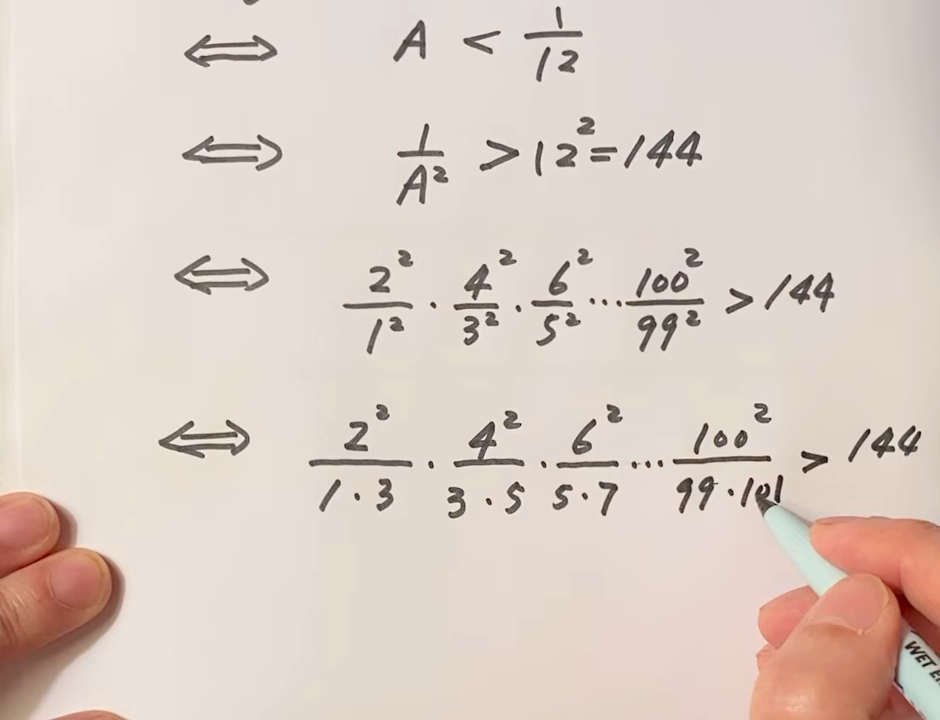 ⟺ A < 1/12
⟺ 1/A² > 12² = 144
⟺ 2²/1² · 4²/3² · 6²/5² ··· 100²/99² > 144
⟺ 2²/1·3 · 4²/3·5 · 6²/5·7 ··· 100²/99·101 > 144
WET E